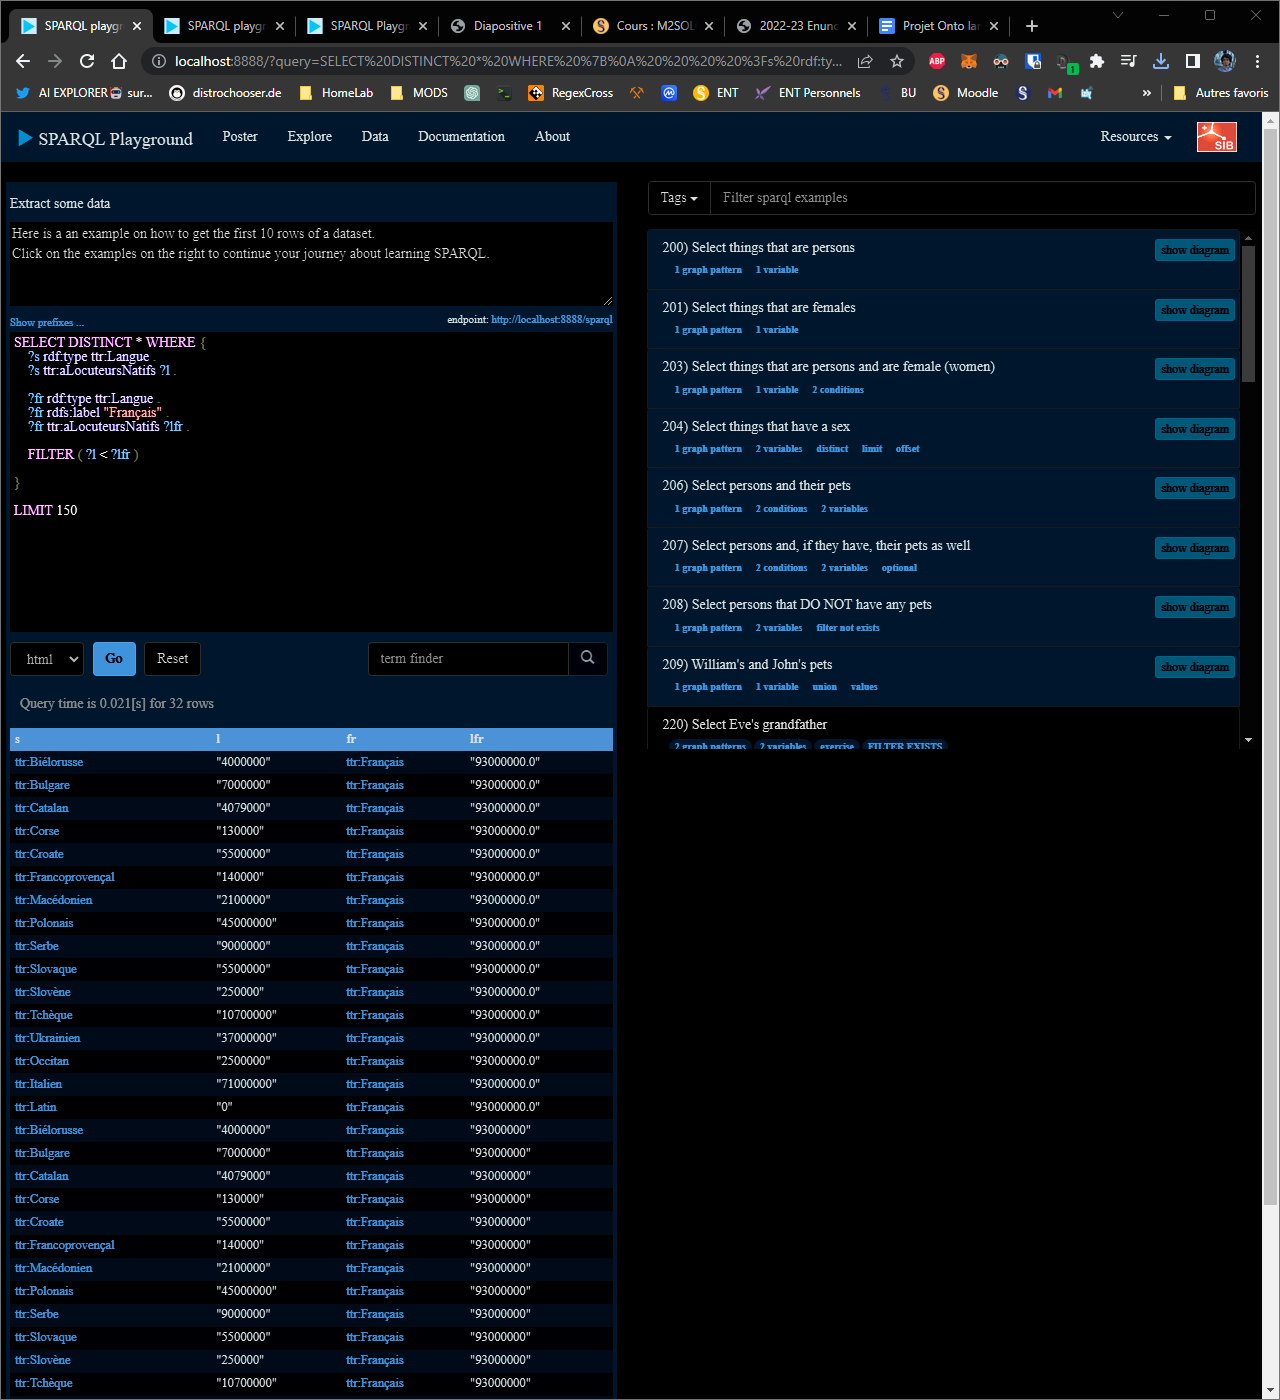 SPARQL playgr
SPARQL playgr
SPARQL Playgr
Diapositive 1
Cours : M2SOL
2022-23 Enunc
Projet Onto lan
localhost:8888/?query=SELECT%20DISTINCT%20*%20WHERE%20%7B%0A%20%20%20%20%3Fs%20rdf:ty...
ABP
1
AI EXPLORER sur...
distrochooser.de
HomeLab
MODS
RegexCross
ENT
ENT Personnels
BU
Moodle
»
Autres favoris
SPARQL Playground
Poster
Explore
Data
Documentation
About
Resources
SIB
Extract some data
Here is a an example on how to get the first 10 rows of a dataset.
Click on the examples on the right to continue your journey about learning SPARQL.
Show prefixes ...
endpoint: http://localhost:8888/sparql
SELECT DISTINCT * WHERE {
?s rdf:type ttr:Langue .
?s ttr:aLocuteursNatifs ?l .
?fr rdf:type ttr:Langue .
?fr rdfs:label "Français" .
?fr ttr:aLocuteursNatifs ?lfr .
FILTER ( ?l < ?lfr )
}
LIMIT 150
html
Go
Reset
term finder
Query time is 0.021[s] for 32 rows
s l fr lfr
ttr:Biélorusse "4000000" ttr:Français "93000000.0"
ttr:Bulgare "7000000" ttr:Français "93000000.0"
ttr:Catalan "4079000" ttr:Français "93000000.0"
ttr:Corse "130000" ttr:Français "93000000.0"
ttr:Croate "5500000" ttr:Français "93000000.0"
ttr:Francoprovençal "140000" ttr:Français "93000000.0"
ttr:Macédonien "2100000" ttr:Français "93000000.0"
ttr:Polonais "45000000" ttr:Français "93000000.0"
ttr:Serbe "9000000" ttr:Français "93000000.0"
ttr:Slovaque "5500000" ttr:Français "93000000.0"
ttr:Slovène "250000" ttr:Français "93000000.0"
ttr:Tchèque "10700000" ttr:Français "93000000.0"
ttr:Ukrainien "37000000" ttr:Français "93000000.0"
ttr:Occitan "2500000" ttr:Français "93000000.0"
ttr:Italien "71000000" ttr:Français "93000000.0"
ttr:Latin "0" ttr:Français "93000000.0"
ttr:Biélorusse "4000000" ttr:Français "93000000"
ttr:Bulgare "7000000" ttr:Français "93000000"
ttr:Catalan "4079000" ttr:Français "93000000"
ttr:Corse "130000" ttr:Français "93000000"
ttr:Croate "5500000" ttr:Français "93000000"
ttr:Francoprovençal "140000" ttr:Français "93000000"
ttr:Macédonien "2100000" ttr:Français "93000000"
ttr:Polonais "45000000" ttr:Français "93000000"
ttr:Serbe "9000000" ttr:Français "93000000"
ttr:Slovaque "5500000" ttr:Français "93000000"
ttr:Slovène "250000" ttr:Français "93000000"
ttr:Tchèque "10700000" ttr:Français "93000000"
Tags
Filter sparql examples
200) Select things that are persons
show diagram
1 graph pattern 1 variable
201) Select things that are females
show diagram
1 graph pattern 1 variable
203) Select things that are persons and are female (women)
show diagram
1 graph pattern 1 variable 2 conditions
204) Select things that have a sex
show diagram
1 graph pattern 2 variables distinct limit offset
206) Select persons and their pets
show diagram
1 graph pattern 2 conditions 2 variables
207) Select persons and, if they have, their pets as well
show diagram
1 graph pattern 2 conditions 2 variables optional
208) Select persons that DO NOT have any pets
show diagram
1 graph pattern 2 variables filter not exists
209) William's and John's pets
show diagram
1 graph pattern 1 variable union values
220) Select Eve's grandfather
2 graph patterns 2 variables exercise FILTER EXISTS